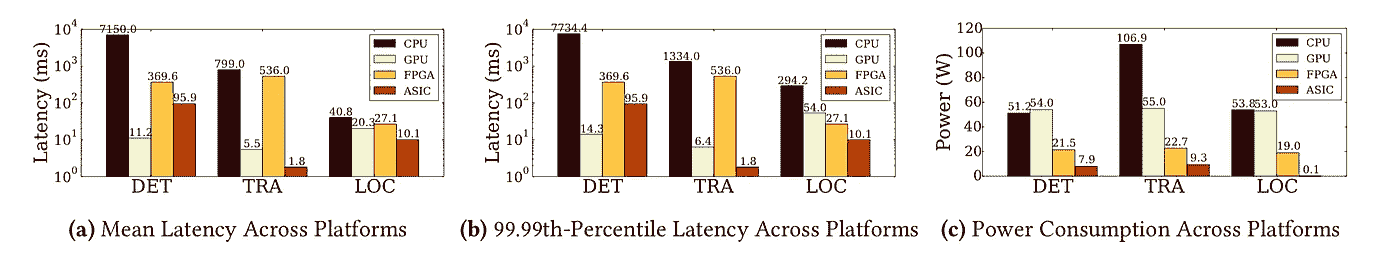 Latency (ms)
10^4
10^3
10^2
10^1
10^0
7150.0
11.2
369.6
95.9
799.0
5.5
536.0
1.8
40.8
20.3
27.1
10.1
CPU
GPU
FPGA
ASIC
DET TRA LOC
(a) Mean Latency Across Platforms
Latency (ms)
10^4
10^3
10^2
10^1
10^0
7734.4
14.3
369.6
95.9
1334.0
6.4
536.0
1.8
294.2
54.0
27.1
10.1
CPU
GPU
FPGA
ASIC
DET TRA LOC
(b) 99.99th-Percentile Latency Across Platforms
Power (W)
120
100
80
60
40
20
0
51.2
54.0
21.5
7.9
106.9
55.0
22.7
9.3
53.8
53.0
19.0
0.1
CPU
GPU
FPGA
ASIC
DET TRA LOC
(c) Power Consumption Across Platforms